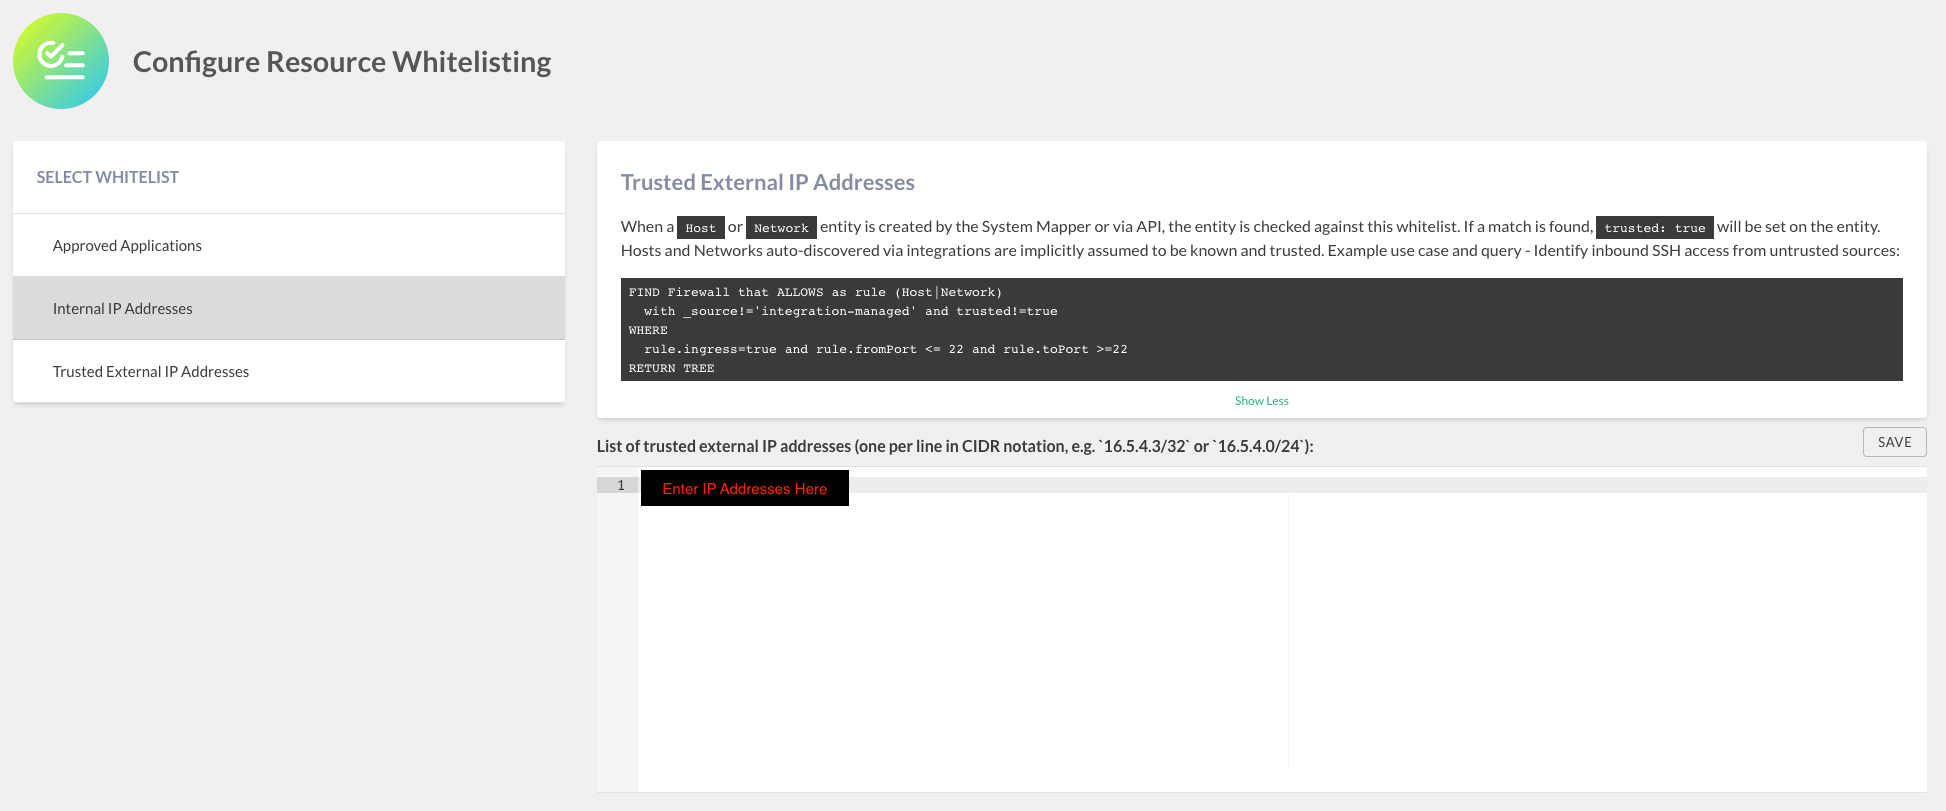 Configure Resource Whitelisting
SELECT WHITELIST
Approved Applications
Internal IP Addresses
Trusted External IP Addresses
Trusted External IP Addresses
When a Host or Network entity is created by the System Mapper or via API, the entity is checked against this whitelist. If a match is found, trusted: true will be set on the entity.
Hosts and Networks auto-discovered via integrations are implicitly assumed to be known and trusted. Example use case and query - Identify inbound SSH access from untrusted sources:
FIND Firewall that ALLOWS as rule (Host|Network)
  with _source!='integration-managed' and trusted!=true
WHERE
  rule.ingress=true and rule.fromPort <= 22 and rule.toPort >=22
RETURN TREE
Show Less
List of trusted external IP addresses (one per line in CIDR notation, e.g. `16.5.4.3/32` or `16.5.4.0/24`):
SAVE
1
Enter IP Addresses Here